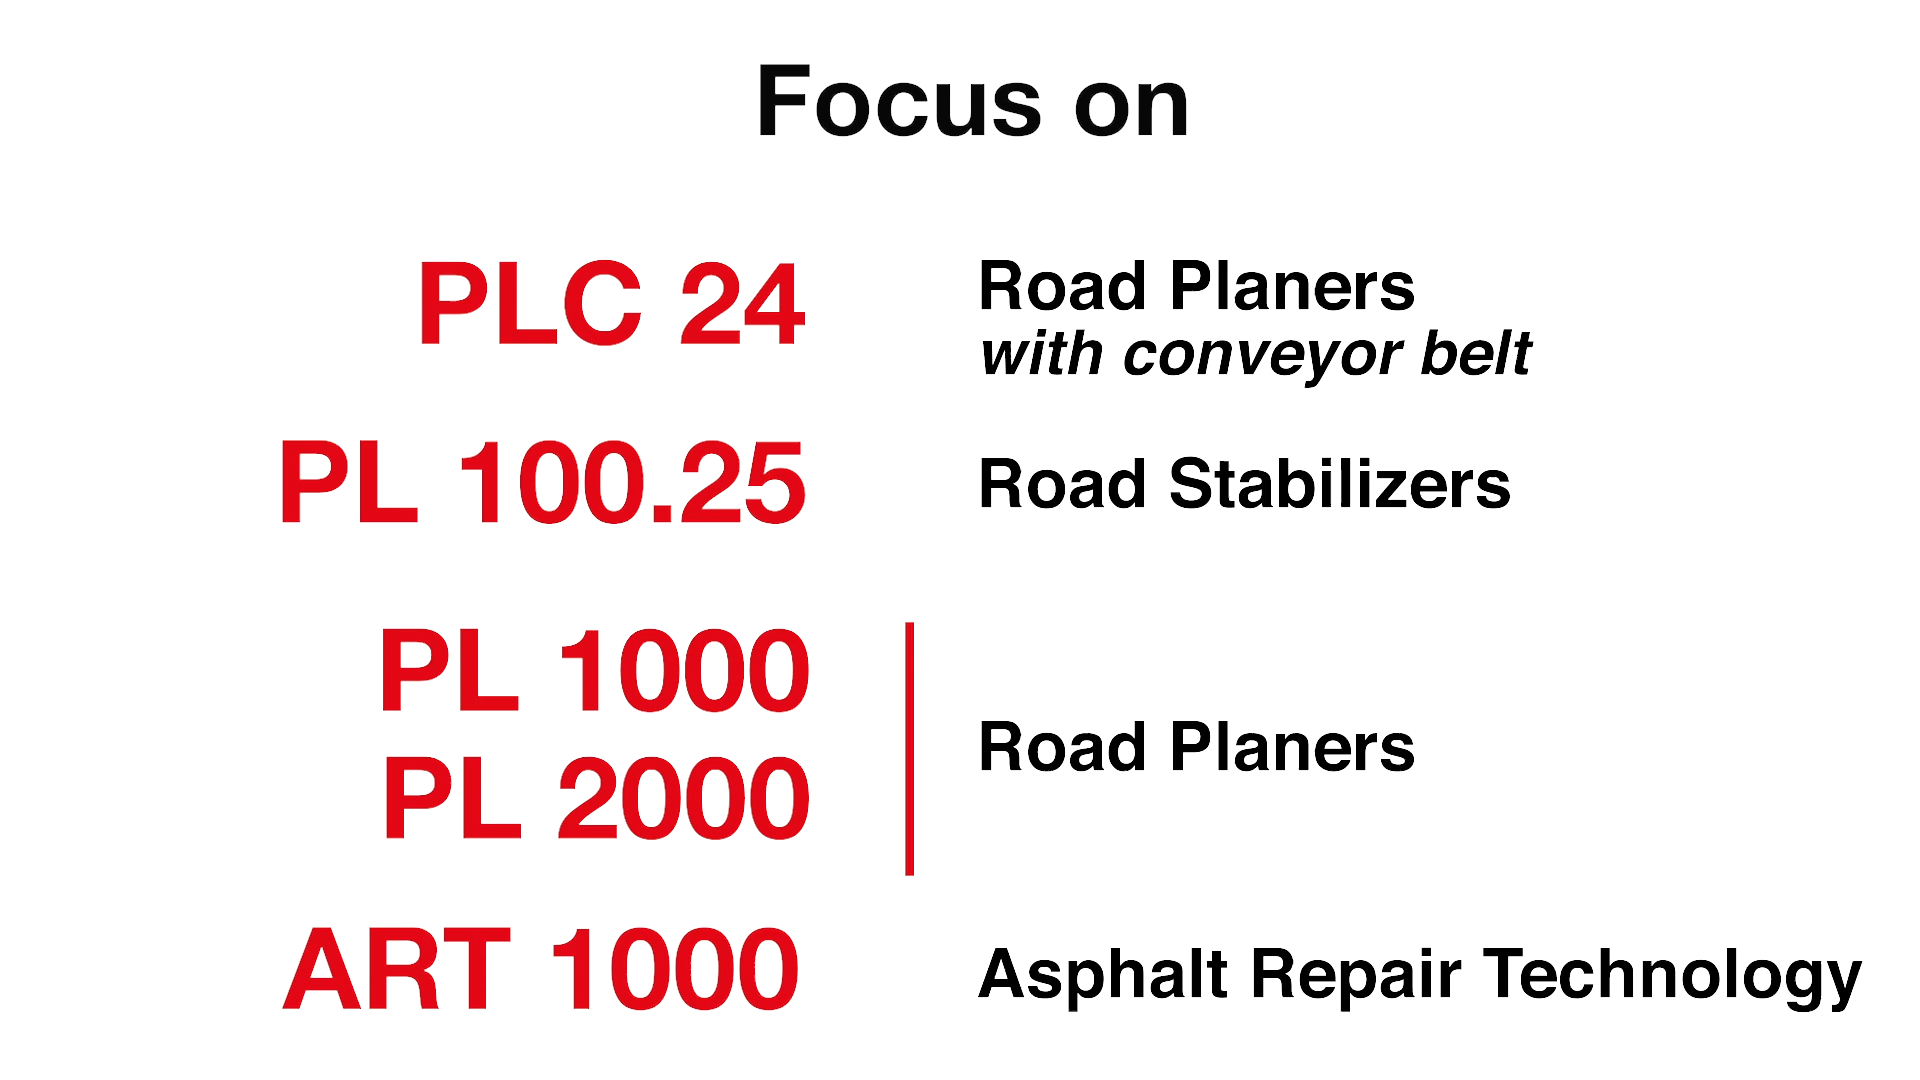 Focus on
PLC 24
Road Planers
with conveyor belt
PL 100.25
Road Stabilizers
PL 1000
PL 2000
Road Planers
ART 1000
Asphalt Repair Technology